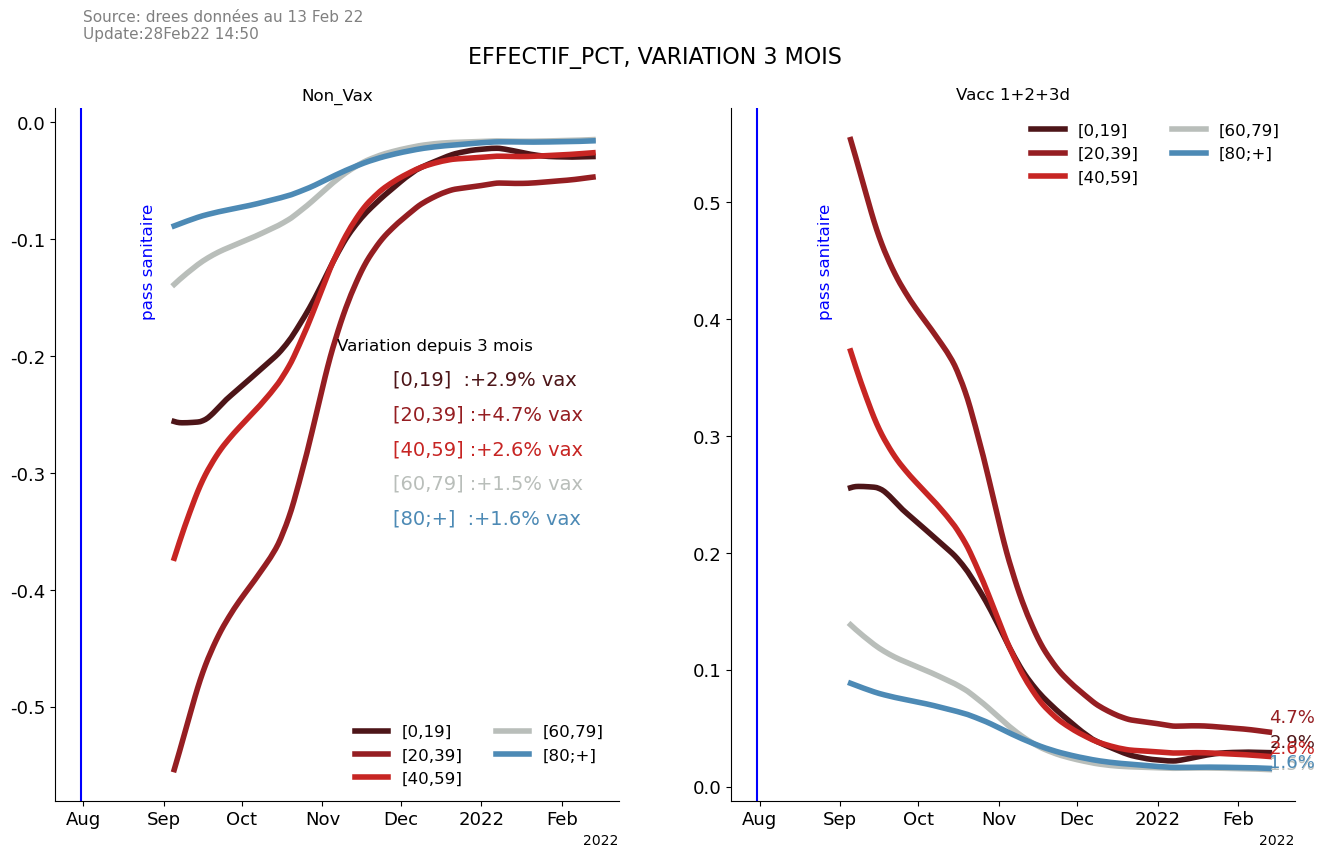 Source: drees données au 13 Feb 22
Update:28Feb22 14:50
EFFECTIF_PCT, VARIATION 3 MOIS
Non_Vax
0.0
-0.1
-0.2
-0.3
-0.4
-0.5
pass sanitaire
Variation depuis 3 mois
[0,19]  :+2.9% vax
[20,39] :+4.7% vax
[40,59] :+2.6% vax
[60,79] :+1.5% vax
[80;+]  :+1.6% vax
[0,19] [60,79]
[20,39] [80;+]
[40,59]
Aug Sep Oct Nov Dec 2022 Feb
2022
Vacc 1+2+3d
[0,19] [60,79]
[20,39] [80;+]
[40,59]
0.5
0.4
0.3
0.2
0.1
0.0
pass sanitaire
4.7%
2.9%
2.6%
1.6%
Aug Sep Oct Nov Dec 2022 Feb
2022